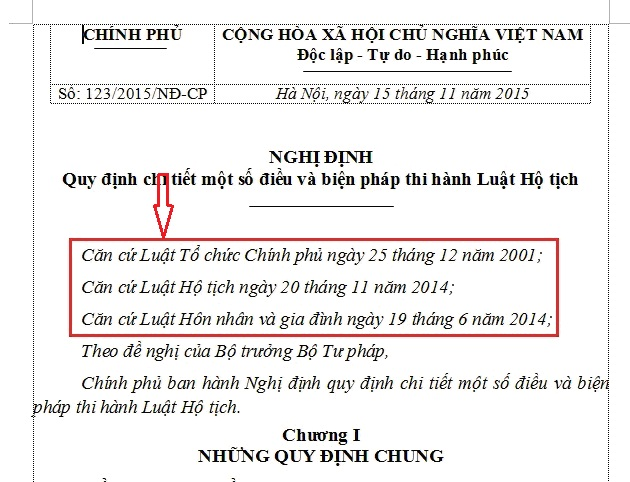 CHÍNH PHỦ
CỘNG HÒA XÃ HỘI CHỦ NGHĨA VIỆT NAM
Độc lập - Tự do - Hạnh phúc
Số: 123/2015/NĐ-CP
Hà Nội, ngày 15 tháng 11 năm 2015
NGHỊ ĐỊNH
Quy định chi tiết một số điều và biện pháp thi hành Luật Hộ tịch
Căn cứ Luật Tổ chức Chính phủ ngày 25 tháng 12 năm 2001;
Căn cứ Luật Hộ tịch ngày 20 tháng 11 năm 2014;
Căn cứ Luật Hôn nhân và gia đình ngày 19 tháng 6 năm 2014;
Theo đề nghị của Bộ trưởng Bộ Tư pháp,
Chính phủ ban hành Nghị định quy định chi tiết một số điều và biện
pháp thi hành Luật Hộ tịch.
Chương I
NHỮNG QUY ĐỊNH CHUNG